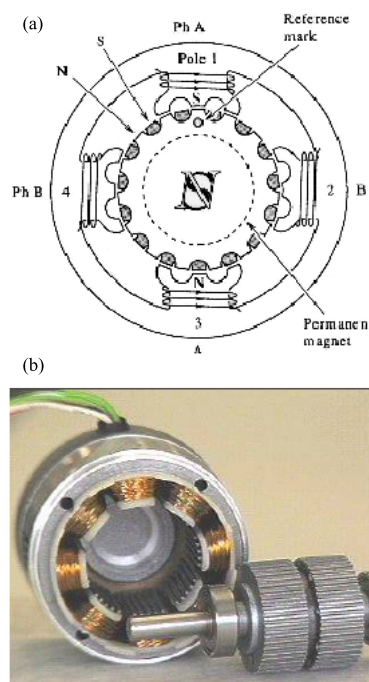 (a)
Ph A
Reference
mark
Pole 1
S
N
S
N
S
Ph B
4
2
B
N
3
A
Permanen
magnet
(b)